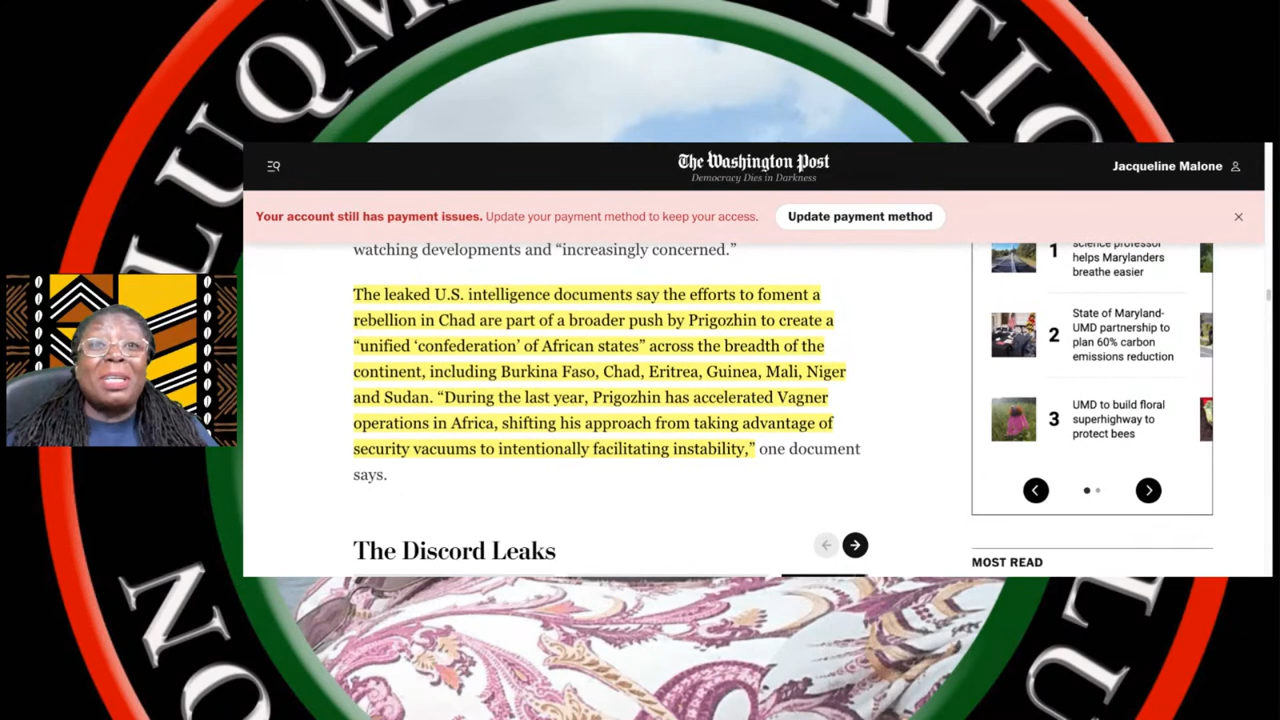 LUQM
ATIO
The Washington Post
Democracy Dies in Darkness
Jacqueline Malone
Your account still has payment issues. Update your payment method to keep your access.
Update payment method
watching developments and “increasingly concerned.”
The leaked U.S. intelligence documents say the efforts to foment a
rebellion in Chad are part of a broader push by Prigozhin to create a
“unified ‘confederation’ of African states” across the breadth of the
continent, including Burkina Faso, Chad, Eritrea, Guinea, Mali, Niger
and Sudan. “During the last year, Prigozhin has accelerated Vagner
operations in Africa, shifting his approach from taking advantage of
security vacuums to intentionally facilitating instability,” one document
says.
The Discord Leaks
1
science professor
helps Marylanders
breathe easier
2
State of Maryland-
UMD partnership to
plan 60% carbon
emissions reduction
3
UMD to build floral
superhighway to
protect bees
MOST READ
NO
LU